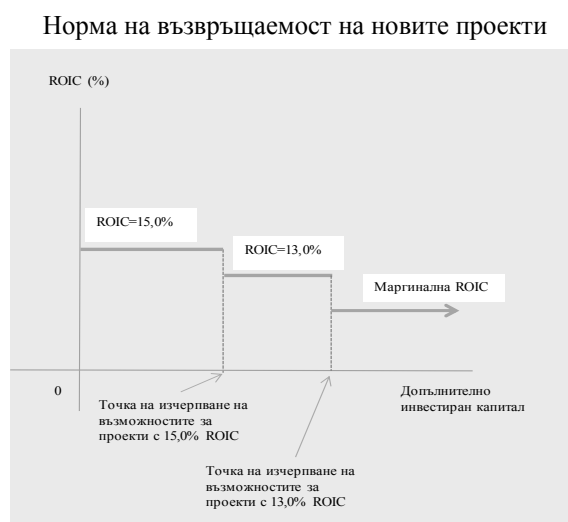 Норма на възвръщаемост на новите проекти
ROIC (%)
ROIC=15,0%
ROIC=13,0%
Маргинална ROIC
0
Допълнително
инвестиран капитал
Точка на изчерпване на
възможностите за
проекти с 15,0% ROIC
Точка на изчерпване на
възможностите за
проекти с 13,0% ROIC